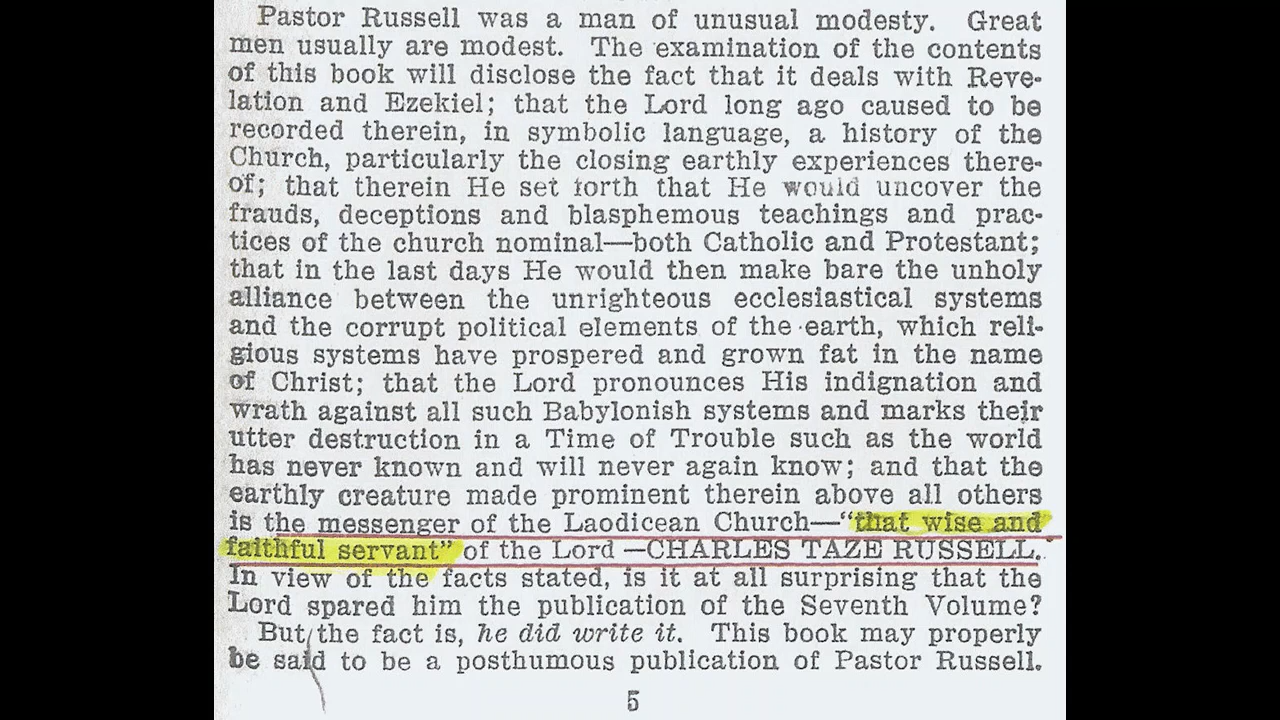 Pastor Russell was a man of unusual modesty. Great
men usually are modest. The examination of the contents
of this book will disclose the fact that it deals with Reve-
lation and Ezekiel; that the Lord long ago caused to be
recorded therein, in symbolic language, a history of the
Church, particularly the closing earthly experiences there-
of; that therein He set forth that He would uncover the
frauds, deceptions and blasphemous teachings and prac-
tices of the church nominal—both Catholic and Protestant;
that in the last days He would then make bare the unholy
alliance between the unrighteous ecclesiastical systems
and the corrupt political elements of the earth, which reli-
gious systems have prospered and grown fat in the name
of Christ; that the Lord pronounces His indignation and
wrath against all such Babylonish systems and marks their
utter destruction in a Time of Trouble such as the world
has never known and will never again know; and that the
earthly creature made prominent therein above all others
is the messenger of the Laodicean Church—“that wise and
faithful servant” of the Lord —CHARLES TAZE RUSSELL.
In view of the facts stated, is it at all surprising that the
Lord spared him the publication of the Seventh Volume?
But the fact is, he did write it. This book may properly
be said to be a posthumous publication of Pastor Russell.
5